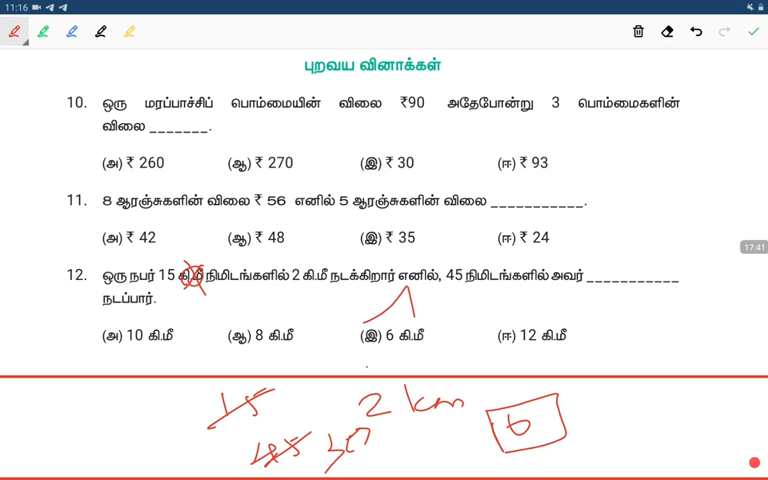 11:16
புறவய வினாக்கள்
10. ஒரு மரப்பாச்சிப் பொம்மையின் விலை ₹90 அதேபோன்று 3 பொம்மைகளின்
விலை _______.
(அ) ₹ 260 (ஆ) ₹ 270 (இ) ₹ 30 (ஈ) ₹ 93
11. 8 ஆரஞ்சுகளின் விலை ₹ 56 எனில் 5 ஆரஞ்சுகளின் விலை ___________.
(அ) ₹ 42 (ஆ) ₹ 48 (இ) ₹ 35 (ஈ) ₹ 24
17:41
12. ஒரு நபர் 15 கி.மீ நிமிடங்களில் 2 கி.மீ நடக்கிறார் எனில், 45 நிமிடங்களில் அவர் ___________
நடப்பார்.
(அ) 10 கி.மீ (ஆ) 8 கி.மீ (இ) 6 கி.மீ (ஈ) 12 கி.மீ
15 2 km
45 6